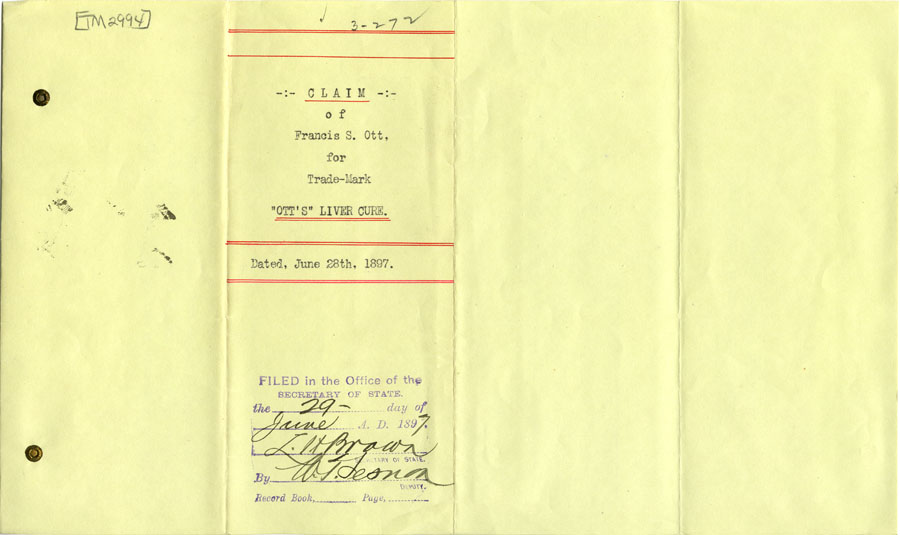 [TM2994]
3-272
-:- CLAIM -:-
of
Francis S. Ott,
for
Trade-Mark
"OTT'S" LIVER CURE.
Dated, June 28th, 1897.
FILED in the Office of the
SECRETARY OF STATE.
the 29- day of
June A. D. 1897.
L. H. Brown
SECRETARY OF STATE.
By
DEPUTY.
Record Book, Page,